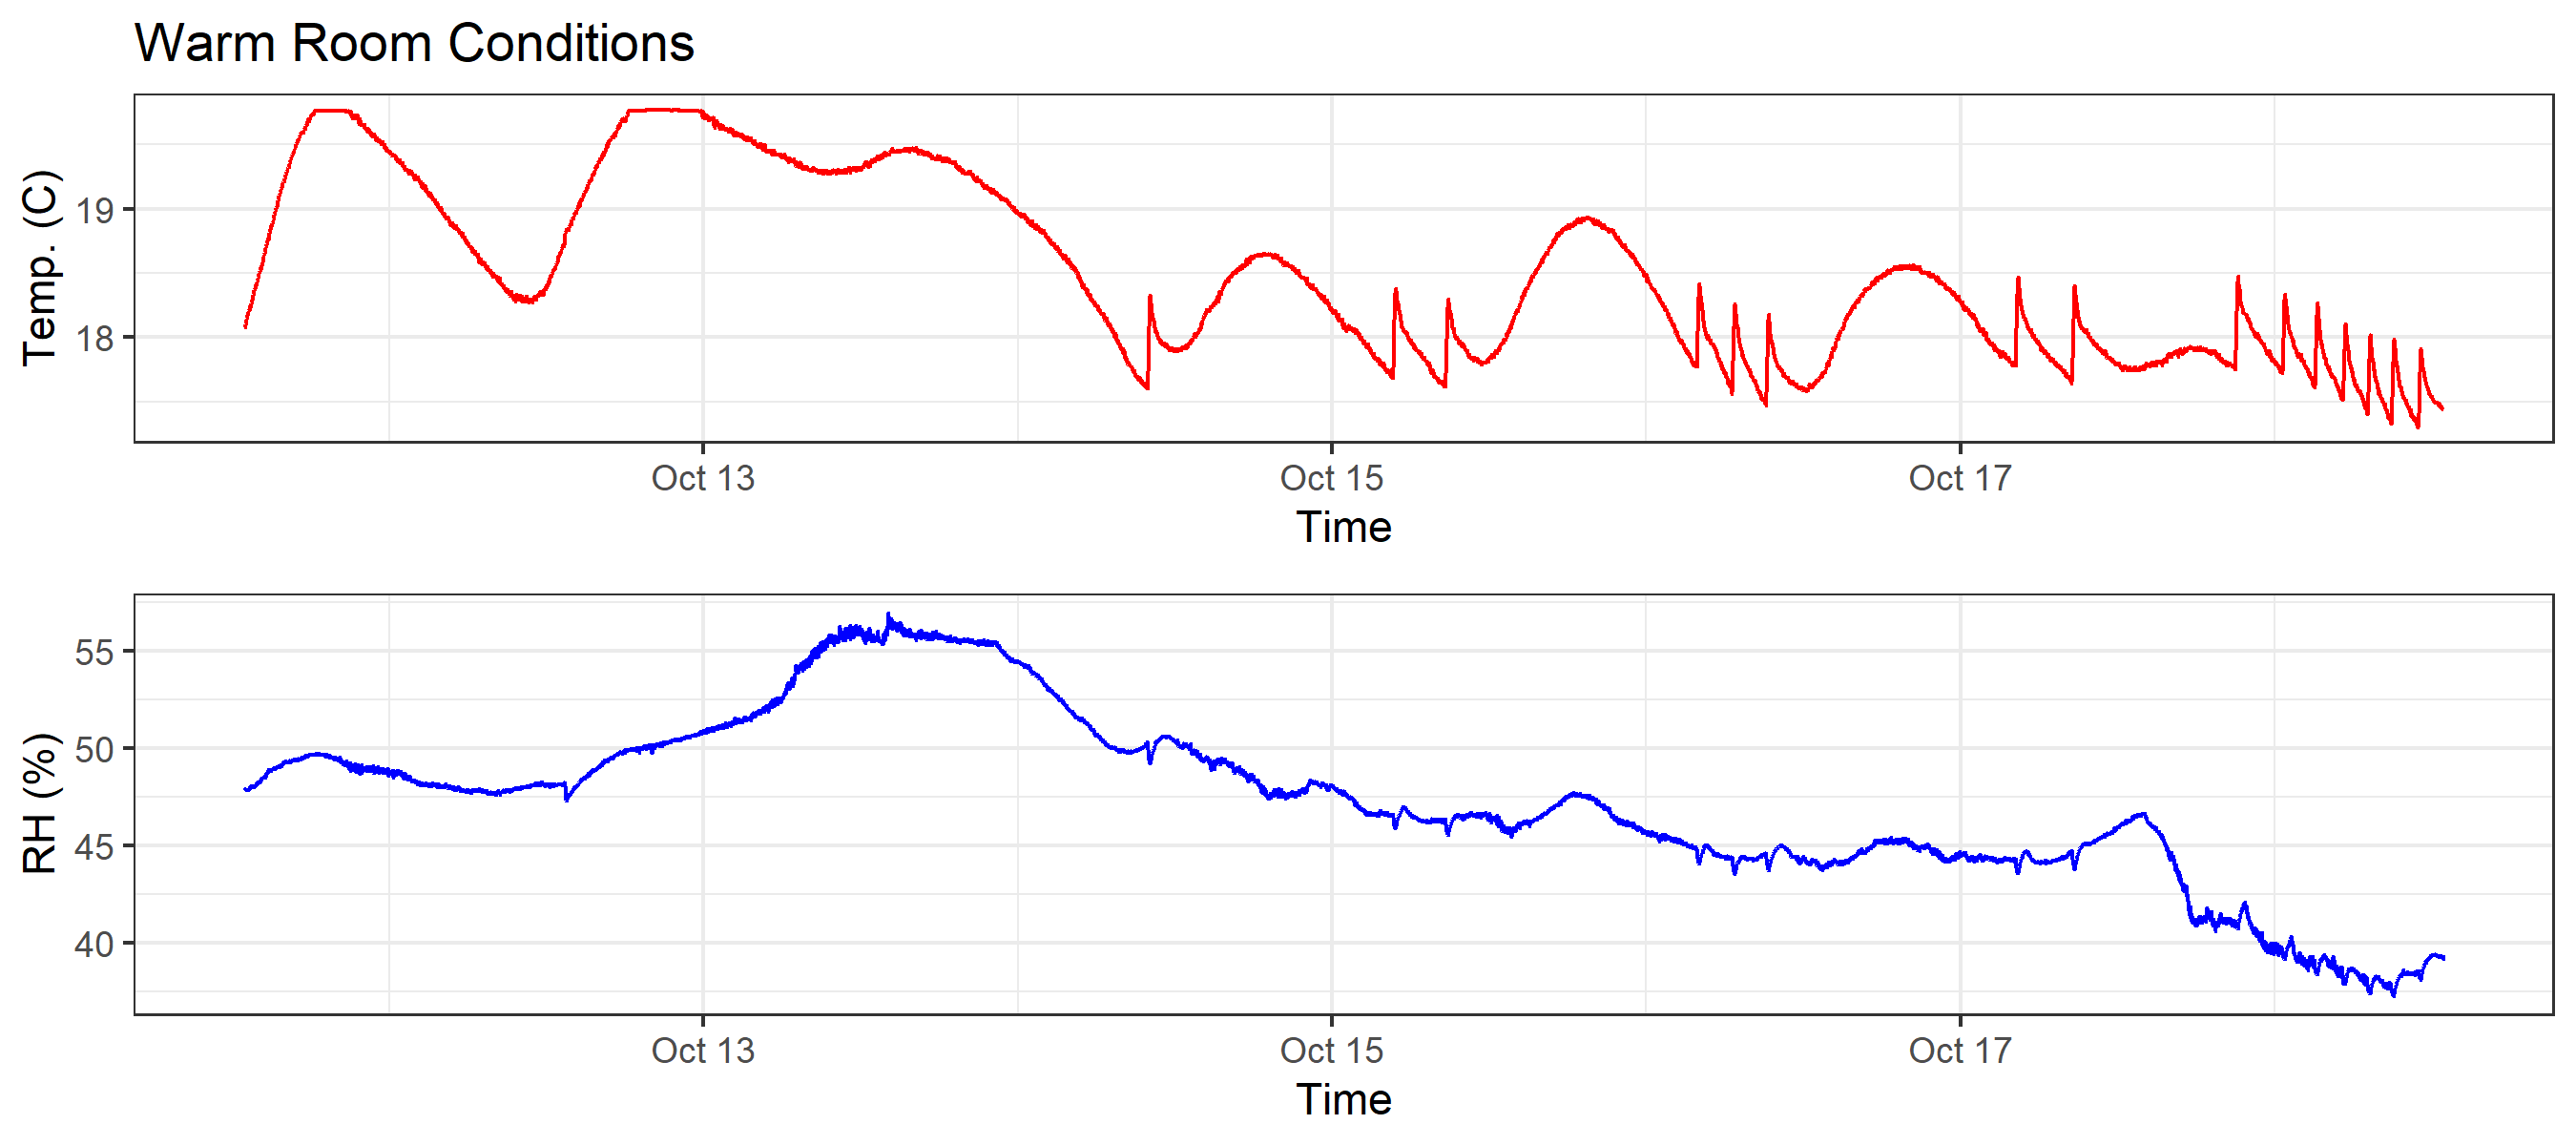 Warm Room Conditions
Temp. (C)
19
18
Oct 13 Oct 15 Oct 17
Time
RH (%)
55
50
45
40
Oct 13 Oct 15 Oct 17
Time